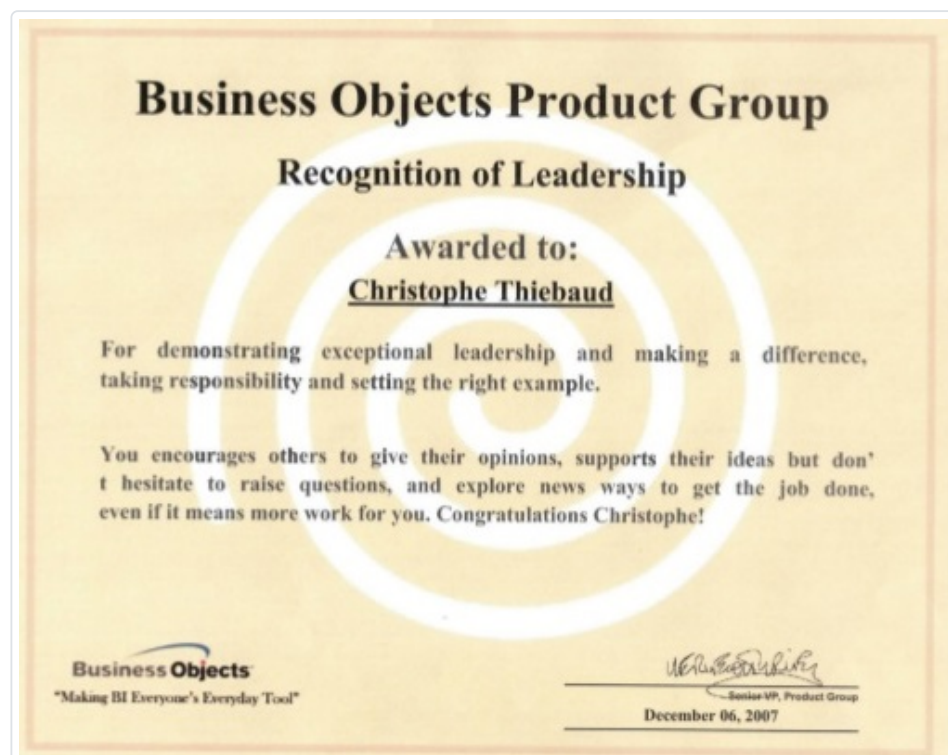 Business Objects Product Group
Recognition of Leadership
Awarded to:
Christophe Thiebaud
For demonstrating exceptional leadership and making a difference,
taking responsibility and setting the right example.
You encourages others to give their opinions, supports their ideas but don’
t hesitate to raise questions, and explore news ways to get the job done,
even if it means more work for you. Congratulations Christophe!
Business Objects
"Making BI Everyone's Everyday Tool"
Senior VP, Product Group
December 06, 2007